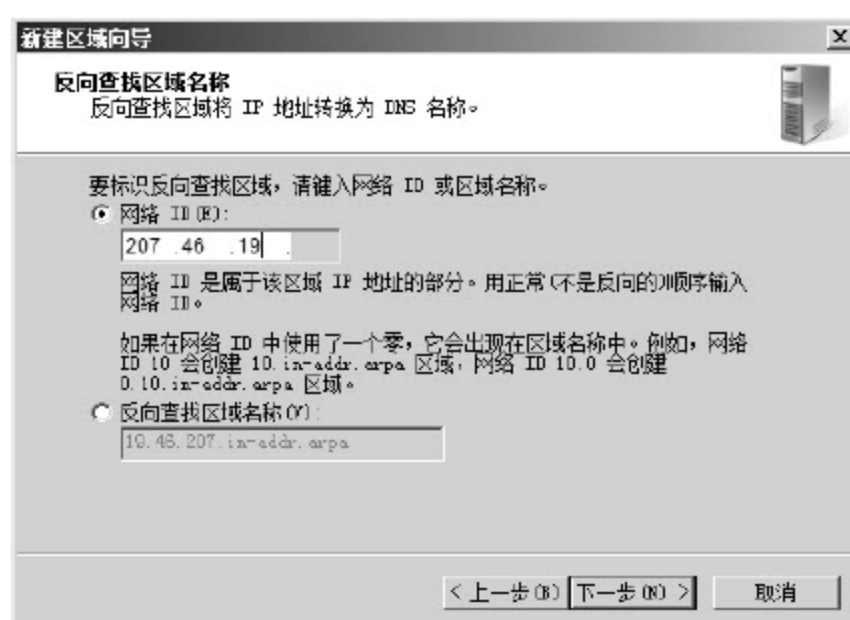 新建区域向导
反向查找区域名称
反向查找区域将 IP 地址转换为 DNS 名称。
要标识反向查找区域，请键入网络 ID 或区域名称。
网络 ID(E):
207 .46 .19 .
网络 ID 是属于该区域 IP 地址的部分。用正常(不是反向的)顺序输入
网络 ID。
如果在网络 ID 中使用了一个零，它会出现在区域名称中。例如，网络
ID 10 会创建 10.in-addr.arpa 区域，网络 ID 10.0 会创建
0.10.in-addr.arpa 区域。
反向查找区域名称(V):
19.46.207.in-addr.arpa
< 上一步(B) 下一步(N) > 取消